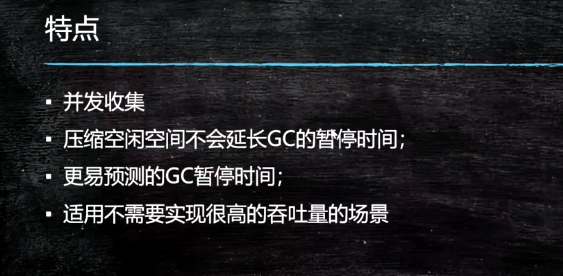 特点
▪ 并发收集
▪ 压缩空闲空间不会延长GC的暂停时间；
▪ 更易预测的GC暂停时间；
▪ 适用不需要实现很高的吞吐量的场景